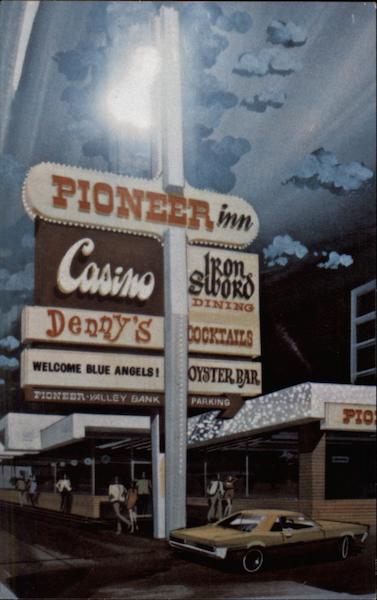 PIONEER inn
Casino
Iron
Sword
DINING
Denny's
COCKTAILS
WELCOME BLUE ANGELS!
OYSTER BAR
PIONEER-VALLEY BANK
PARKING
PIO